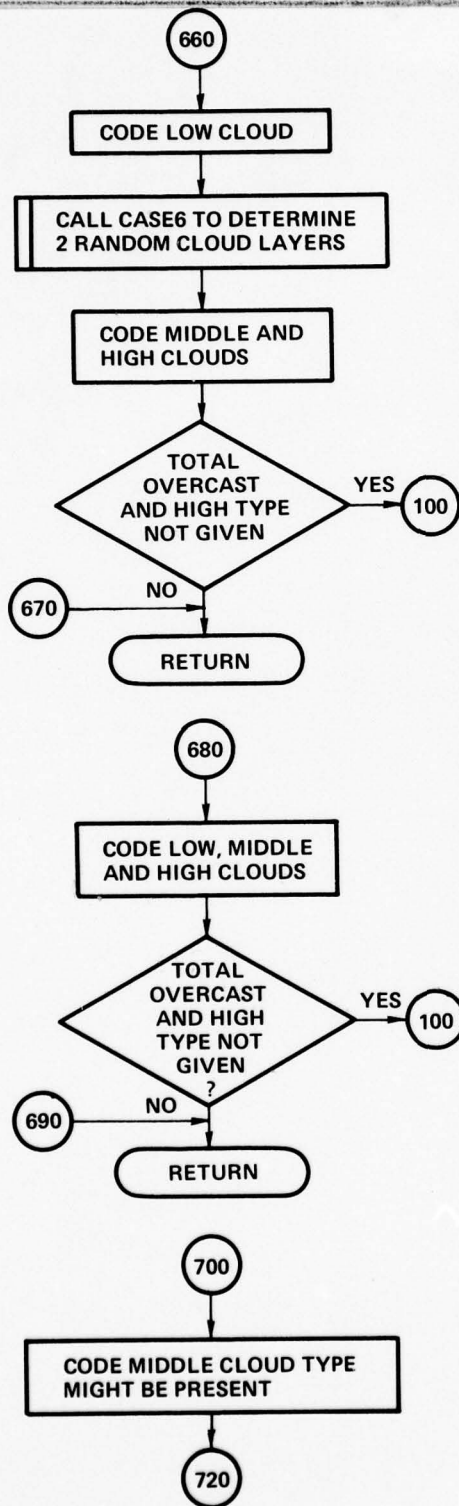 660
CODE LOW CLOUD
CALL CASE6 TO DETERMINE
2 RANDOM CLOUD LAYERS
CODE MIDDLE AND
HIGH CLOUDS
TOTAL
OVERCAST
AND HIGH TYPE
NOT GIVEN
YES
100
NO
670
RETURN
680
CODE LOW, MIDDLE
AND HIGH CLOUDS
TOTAL
OVERCAST
AND HIGH
TYPE NOT
GIVEN
?
YES
100
NO
690
RETURN
700
CODE MIDDLE CLOUD TYPE
MIGHT BE PRESENT
720